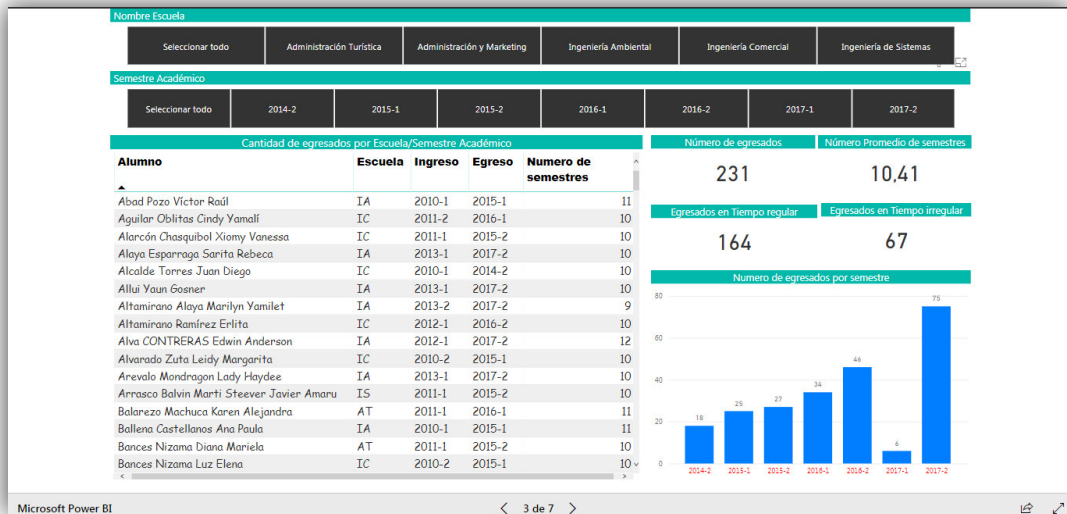 Nombre Escuela
Seleccionar todo Administración Turística Administración y Marketing Ingeniería Ambiental Ingeniería Comercial Ingeniería de Sistemas
Semestre Académico
Seleccionar todo 2014-2 2015-1 2015-2 2016-1 2016-2 2017-1 2017-2
Cantidad de egresados por Escuela/Semestre Académico
Alumno Escuela Ingreso Egreso Numero de
semestres
Abad Pozo Víctor Raúl IA 2010-1 2015-1 11
Aguilar Oblitas Cindy Yamalí IC 2011-2 2016-1 10
Alarcón Chasquibol Xiomy Vanessa IC 2011-1 2015-2 10
Alaya Esparraga Sarita Rebeca IA 2013-1 2017-2 10
Alcalde Torres Juan Diego IC 2010-1 2014-2 10
Allui Yaun Gosner IA 2013-1 2017-2 10
Altamirano Alaya Marilyn Yamilet IA 2013-2 2017-2 9
Altamirano Ramírez Erlita IC 2012-1 2016-2 10
Alva CONTRERAS Edwin Anderson IA 2012-1 2017-2 12
Alvarado Zuta Leidy Margarita IC 2010-2 2015-1 10
Arevalo Mondragon Lady Haydee IA 2013-1 2017-2 10
Arrasco Balvin Marti Steever Javier Amaru IS 2011-1 2015-2 10
Balarezo Machuca Karen Alejandra AT 2011-1 2016-1 11
Ballena Castellanos Ana Paula IA 2010-1 2015-1 11
Bances Nizama Diana Mariela AT 2011-1 2015-2 10
Bances Nizama Luz Elena IC 2010-2 2015-1 10
Número de egresados Número Promedio de semestres
231 10,41
Egresados en Tiempo regular Egresados en Tiempo irregular
164 67
Numero de egresados por semestre
80
60
40
20
0
18 25 27 34 46 6 75
2014-2 2015-1 2015-2 2016-1 2016-2 2017-1 2017-2
Microsoft Power BI 3 de 7